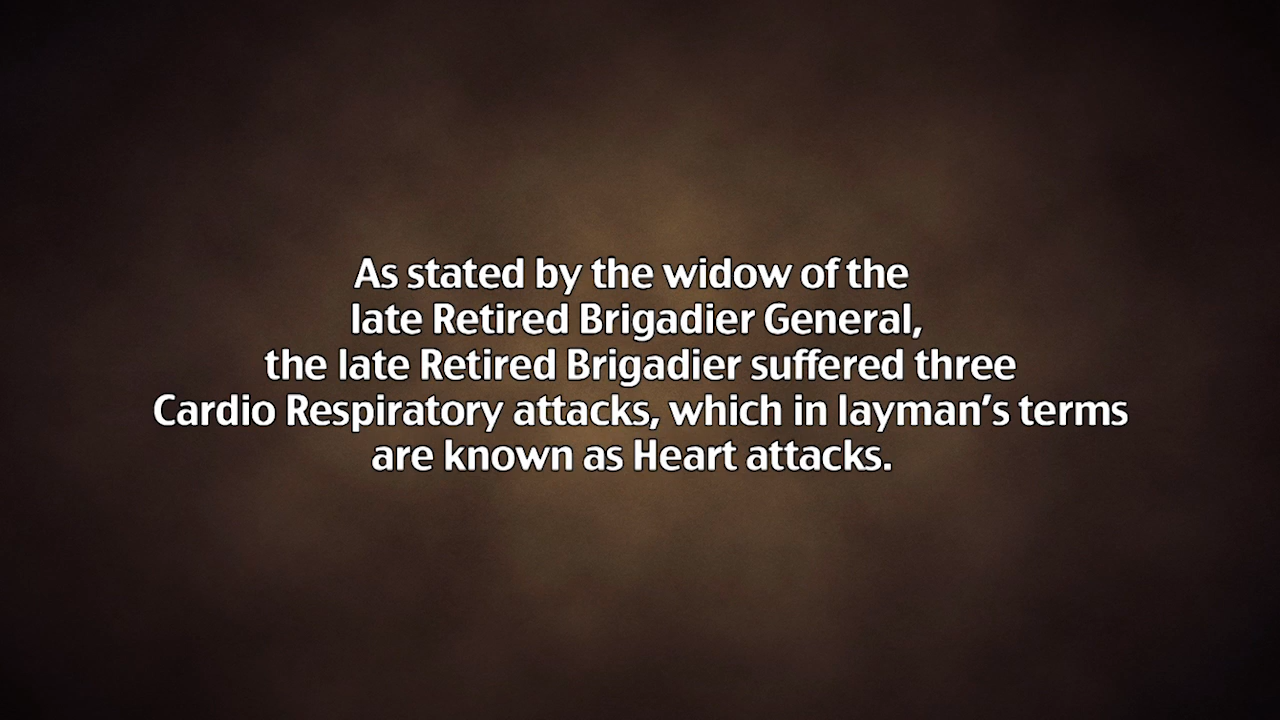 As stated by the widow of the
late Retired Brigadier General,
the late Retired Brigadier suffered three
Cardio Respiratory attacks, which in layman's terms
are known as Heart attacks.